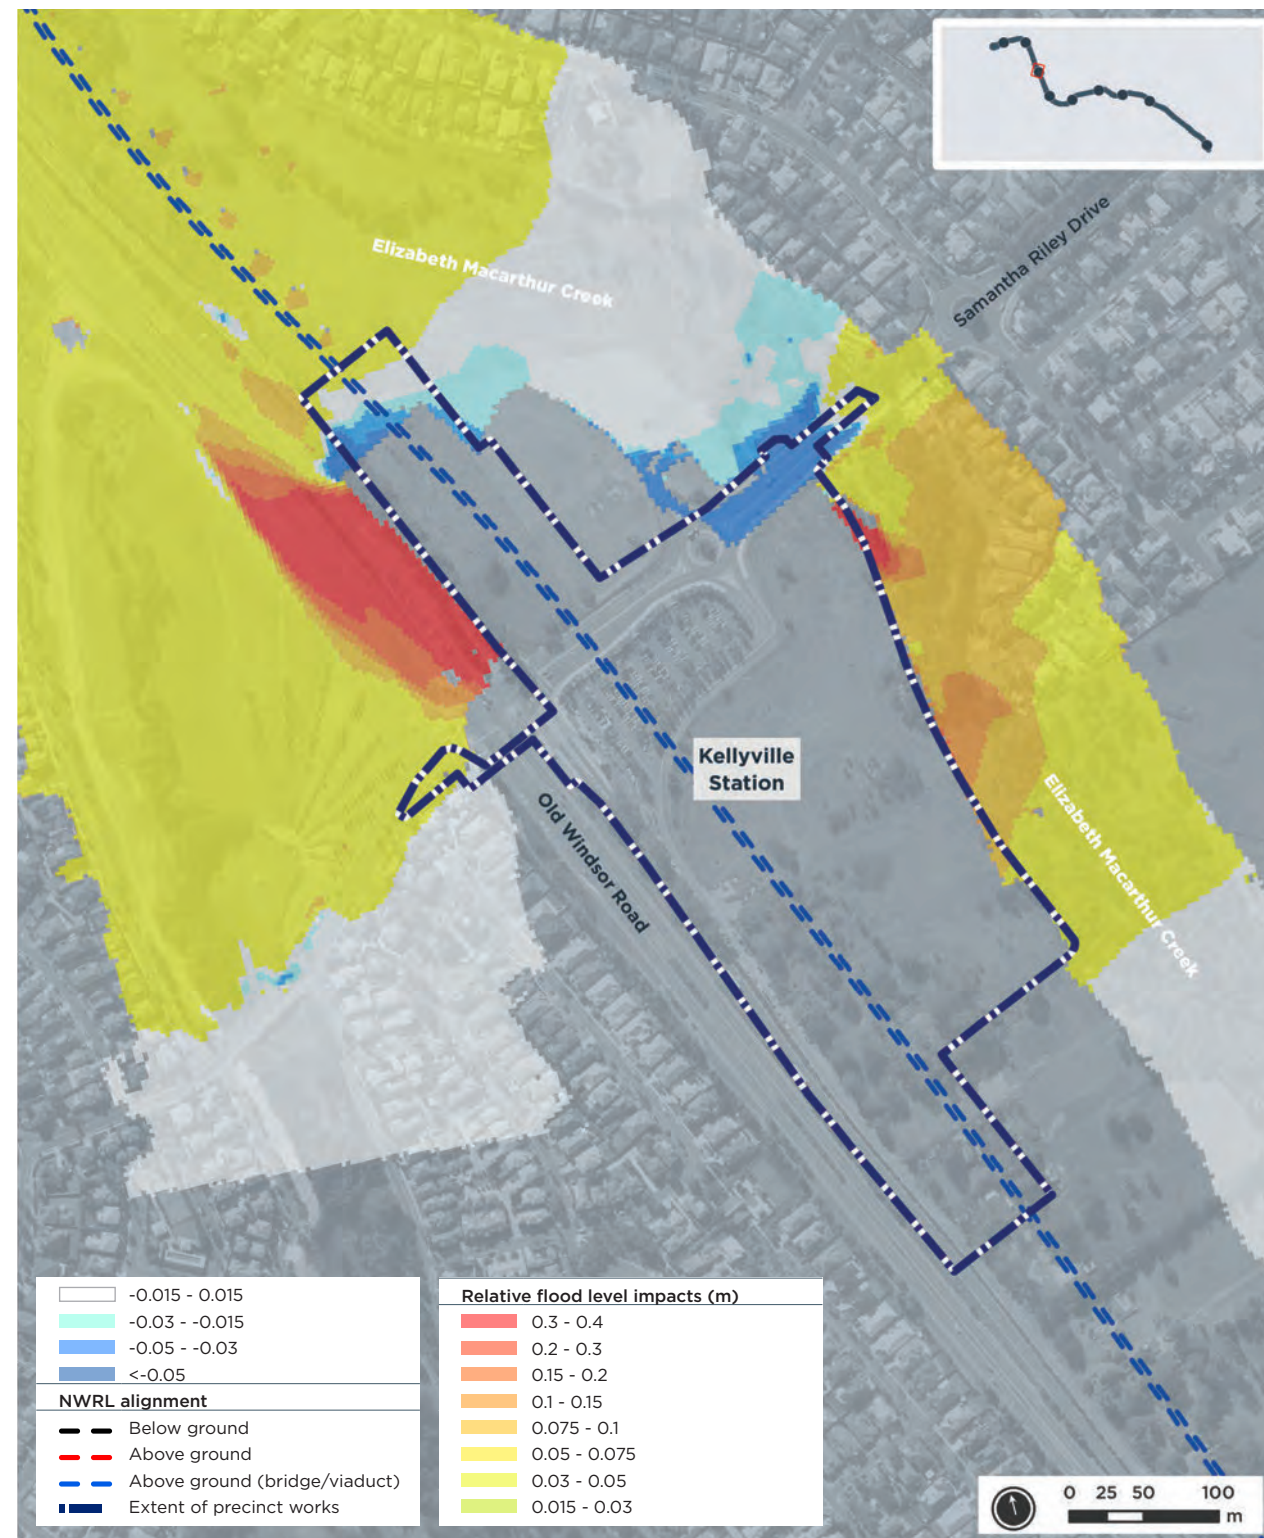 Samantha Riley Drive
Elizabeth Macarthur Creek
Kellyville
Station
Old Windsor Road
Elizabeth Macarthur Creek
-0.015 - 0.015
-0.03 - -0.015
-0.05 - -0.03
<-0.05
NWRL alignment
Below ground
Above ground
Above ground (bridge/viaduct)
Extent of precinct works
Relative flood level impacts (m)
0.3 - 0.4
0.2 - 0.3
0.15 - 0.2
0.1 - 0.15
0.075 - 0.1
0.05 - 0.075
0.03 - 0.05
0.015 - 0.03
0 25 50 100
m